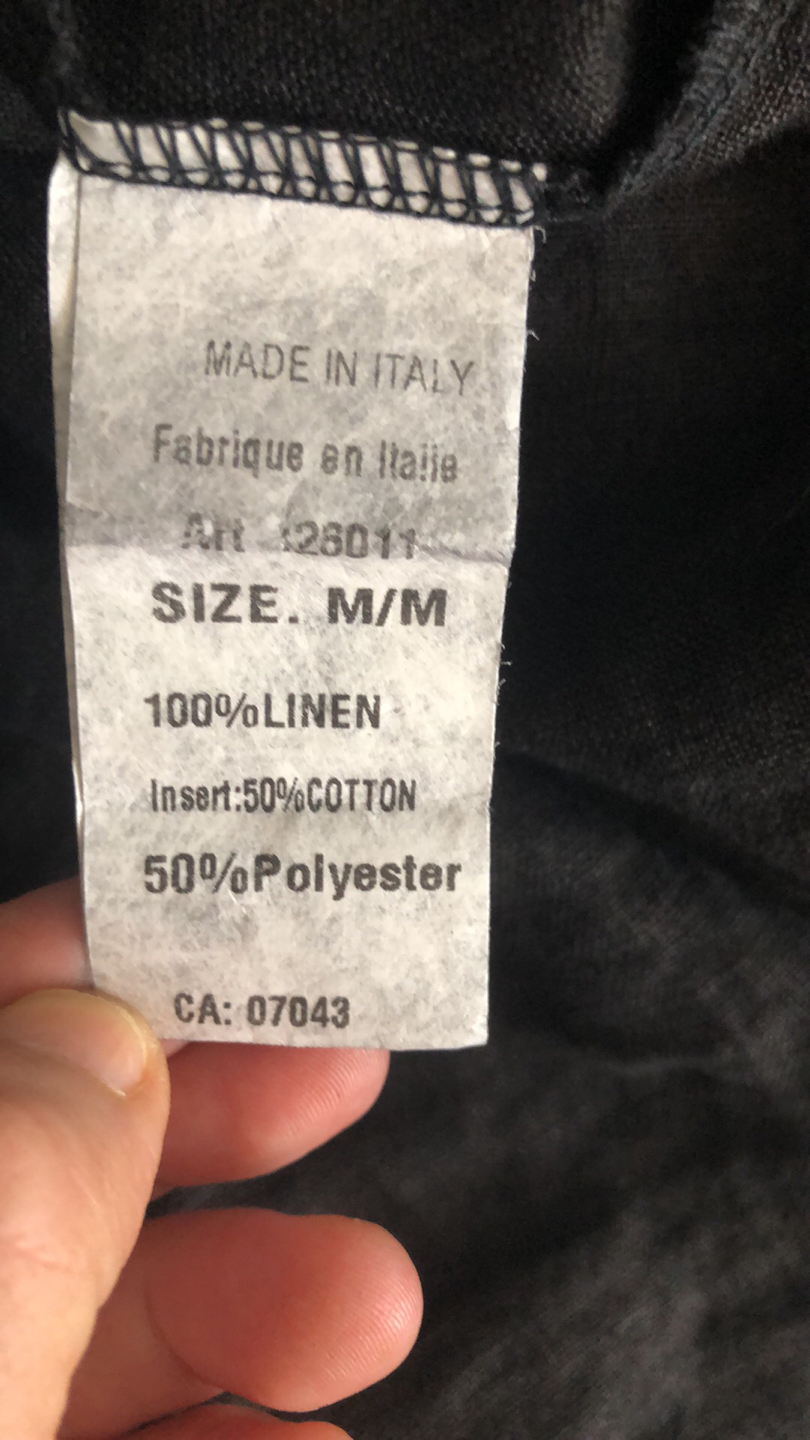 MADE IN ITALY
Fabrique en Italie
Art :26011
SIZE. M/M
100%LINEN
Insert:50%COTTON
50%Polyester
CA: 07043